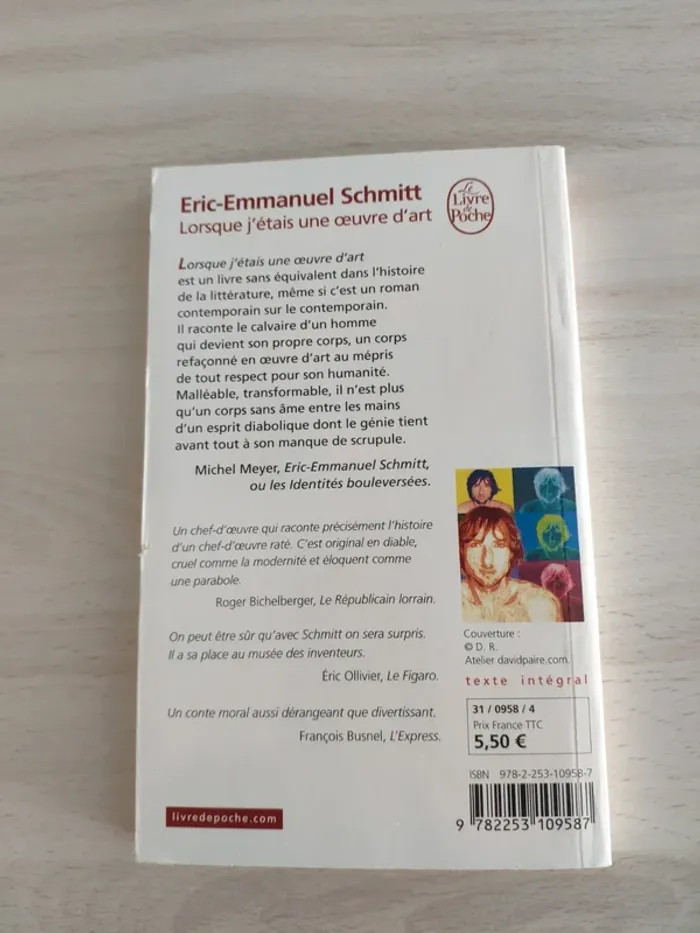 Eric-Emmanuel Schmitt
Lorsque j'étais une œuvre d'art
Le
Livre
de
Poche
Lorsque j'étais une œuvre d'art
est un livre sans équivalent dans l'histoire
de la littérature, même si c'est un roman
contemporain sur le contemporain.
Il raconte le calvaire d'un homme
qui devient son propre corps, un corps
refaçonné en œuvre d'art au mépris
de tout respect pour son humanité.
Malléable, transformable, il n'est plus
qu'un corps sans âme entre les mains
d'un esprit diabolique dont le génie tient
avant tout à son manque de scrupule.
Michel Meyer, Eric-Emmanuel Schmitt,
ou les Identités bouleversées.
Un chef-d'œuvre qui raconte précisément l'histoire
d'un chef-d'œuvre raté. C'est original en diable,
cruel comme la modernité et éloquent comme
une parabole.
Roger Bichelberger, Le Républicain lorrain.
On peut être sûr qu'avec Schmitt on sera surpris.
Il a sa place au musée des inventeurs.
Éric Ollivier, Le Figaro.
Un conte moral aussi dérangeant que divertissant.
François Busnel, L'Express.
livredepoche.com
Couverture :
© D. R.
Atelier davidpaire.com
texte intégral
31 / 0958 / 4
Prix France TTC
5,50 €
ISBN 978-2-253-10958-7
9 782253 109587